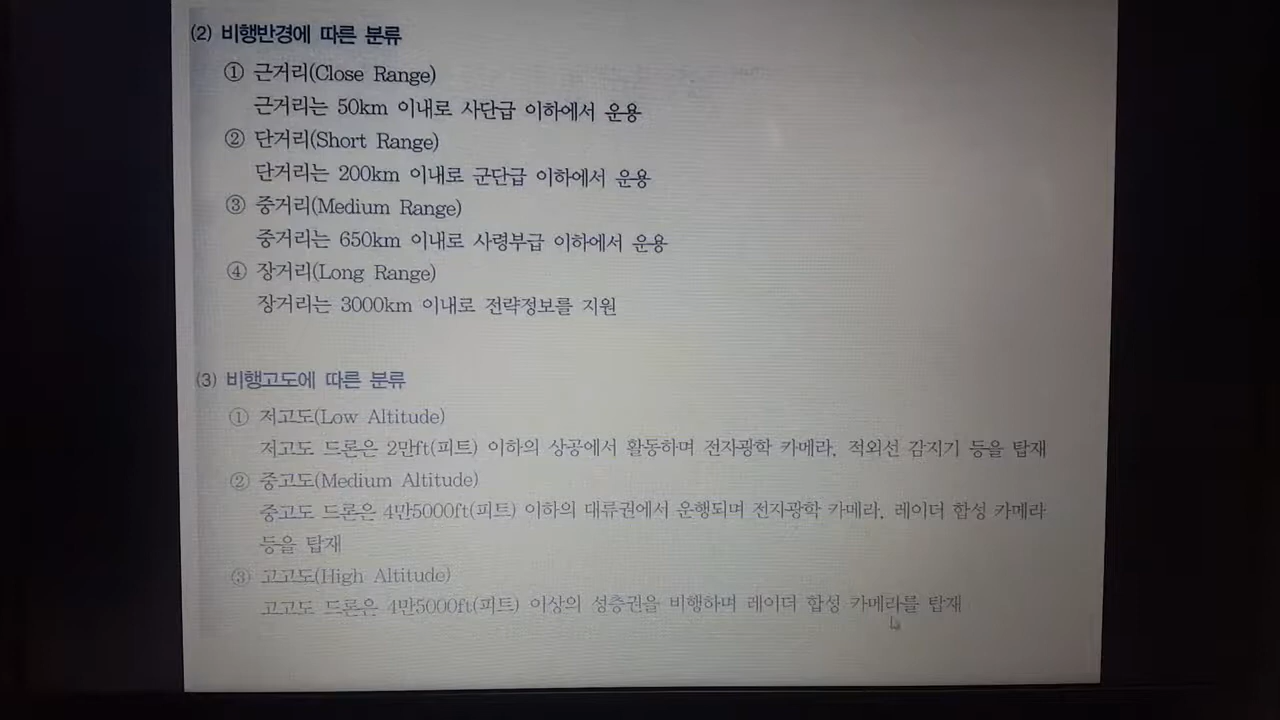 (2) 비행반경에 따른 분류
① 근거리(Close Range)
근거리는 50km 이내로 사단급 이하에서 운용
② 단거리(Short Range)
단거리는 200km 이내로 군단급 이하에서 운용
③ 중거리(Medium Range)
중거리는 650km 이내로 사령부급 이하에서 운용
④ 장거리(Long Range)
장거리는 3000km 이내로 전략정보를 지원
(3) 비행고도에 따른 분류
① 저고도(Low Altitude)
저고도 드론은 2만ft(피트) 이하의 상공에서 활동하며 전자광학 카메라, 적외선 감지기 등을 탑재
② 중고도(Medium Altitude)
중고도 드론은 4만5000ft(피트) 이하의 대류권에서 운행되며 전자광학 카메라, 레이더 합성 카메라
등을 탑재
③ 고고도(High Altitude)
고고도 드론은 4만5000ft(피트) 이상의 성층권을 비행하며 레이더 합성 카메라를 탑재